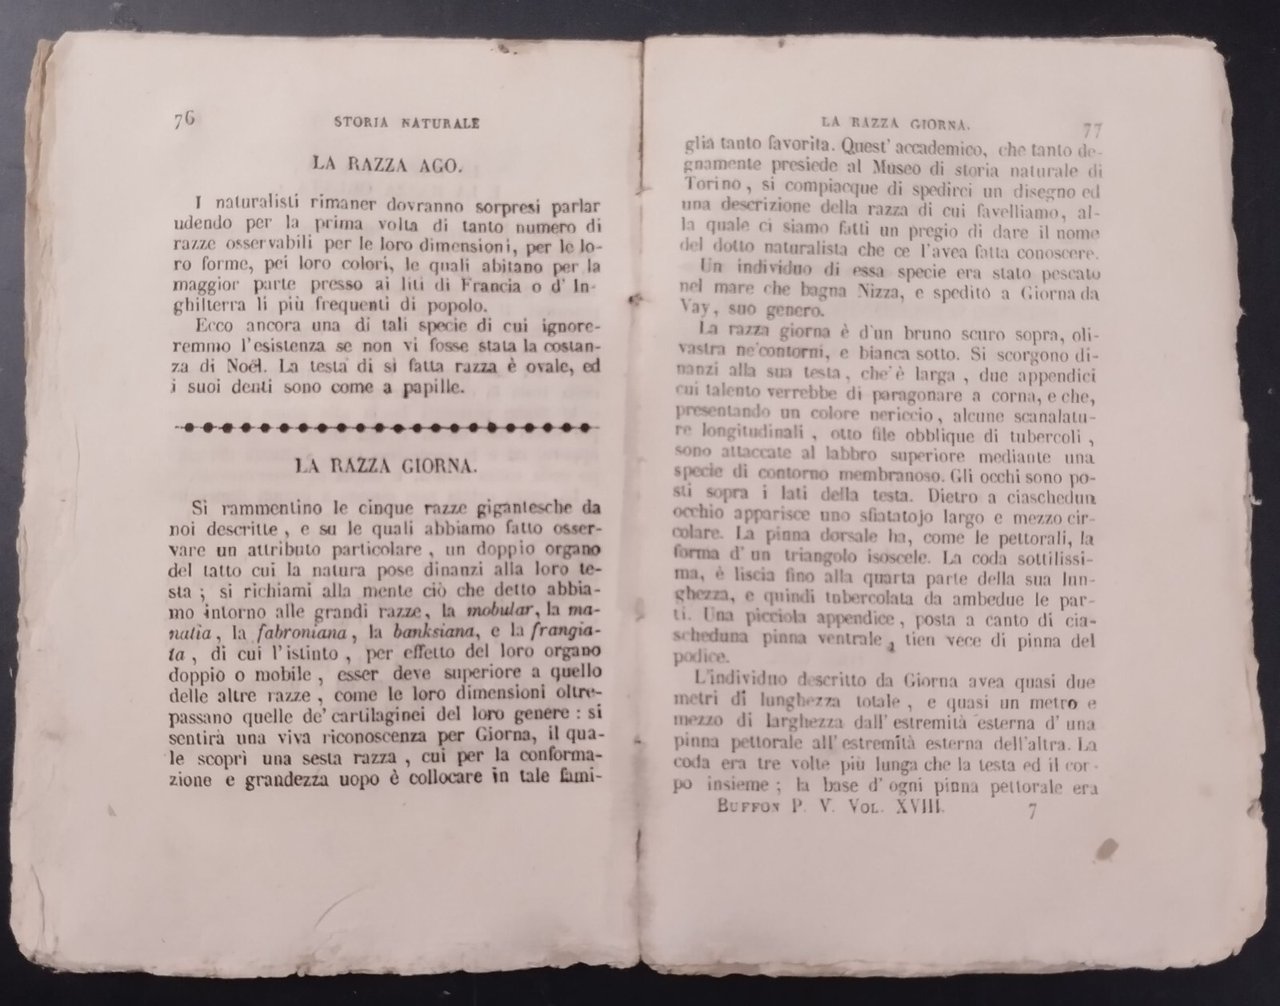 76
STORIA NATURALE
LA RAZZA AGO.
I naturalisti rimaner dovranno sorpresi parlar
udendo per la prima volta di tanto numero di
razze osservabili per le loro dimensioni, per le lo-
ro forme, pei loro colori, le quali abitano per la
maggior parte presso ai liti di Francia o d' In-
ghilterra li più frequenti di popolo.
Ecco ancora una di tali specie di cui ignore-
remmo l'esistenza se non vi fosse stata la costan-
za di Noël. La testa di si fatta razza è ovale, ed
i suoi denti sono come a papille.
LA RAZZA GIORNA.
Si rammentino le cinque razze gigantesche da
noi descritte, e su le quali abbiamo fatto osser-
vare un attributo particolare, un doppio organo
del tatto cui la natura pose dinanzi alla loro te-
sta; si richiami alla mente ciò che detto abbia-
mo intorno alle grandi razze, la mobular, la ma-
natia, la fabroniana, la banksiana, e la frangia-
ta, di cui l'istinto, per effetto del loro organo
doppio o mobile, esser deve superiore a quello
delle altre razze, come le loro dimensioni oltre-
passano quelle de' cartilaginei del loro genere: si
sentirà una viva riconoscenza per Giorna, il qua-
le scoprì una sesta razza, cui per la conforma-
zione e grandezza uopo è collocare in tale fami-
LA RAZZA GIORNA.
77
glia tanto favorita. Quest' accademico, che tanto de-
gnamente presiede al Museo di storia naturale di
Torino, si compiacque di spedirci un disegno ed
una descrizione della razza di cui favelliamo, al-
la quale ci siamo fatti un pregio di dare il nome
del dotto naturalista che ce l'avea fatta conoscere.
Un individuo di essa specie era stato pescato
nel mare che bagna Nizza, e spedito a Giorna da
Vay, suo genero.
La razza giorna è d'un bruno scuro sopra, oli-
vastra ne'contorni, e bianca sotto. Si scorgono di-
nanzi alla sua testa, che è larga, due appendici
cui talento verrebbe di paragonare a corna, e che,
presentando un colore nericcio, alcune scanalatu-
re longitudinali, otto file obblique di tubercoli,
sono attaccate al labbro superiore mediante una
specie di contorno membranoso. Gli occhi sono po-
sti sopra i lati della testa. Dietro a ciaschedun
occhio apparisce uno sfiatatojo largo e mezzo cir-
colare. La pinna dorsale ha, come le pettorali, la
forma d' un triangolo isoscele. La coda sottilissi-
ma, è liscia fino alla quarta parte della sua lun-
ghezza, e quindi tubercolata da ambedue le par-
ti. Una picciola appendice, posta a canto di cia-
scheduna pinna ventrale, tien vece di pinna del
podice.
L'individuo descritto da Giorna avea quasi due
metri di lunghezza totale, e quasi un metro e
mezzo di larghezza dall' estremità esterna d' una
pinna pettorale all' estremità esterna dell'altra. La
coda era tre volte più lunga che la testa ed il cor-
po insieme; la base d' ogni pinna pettorale era
BUFFON P. V. VOL. XVIII.
7